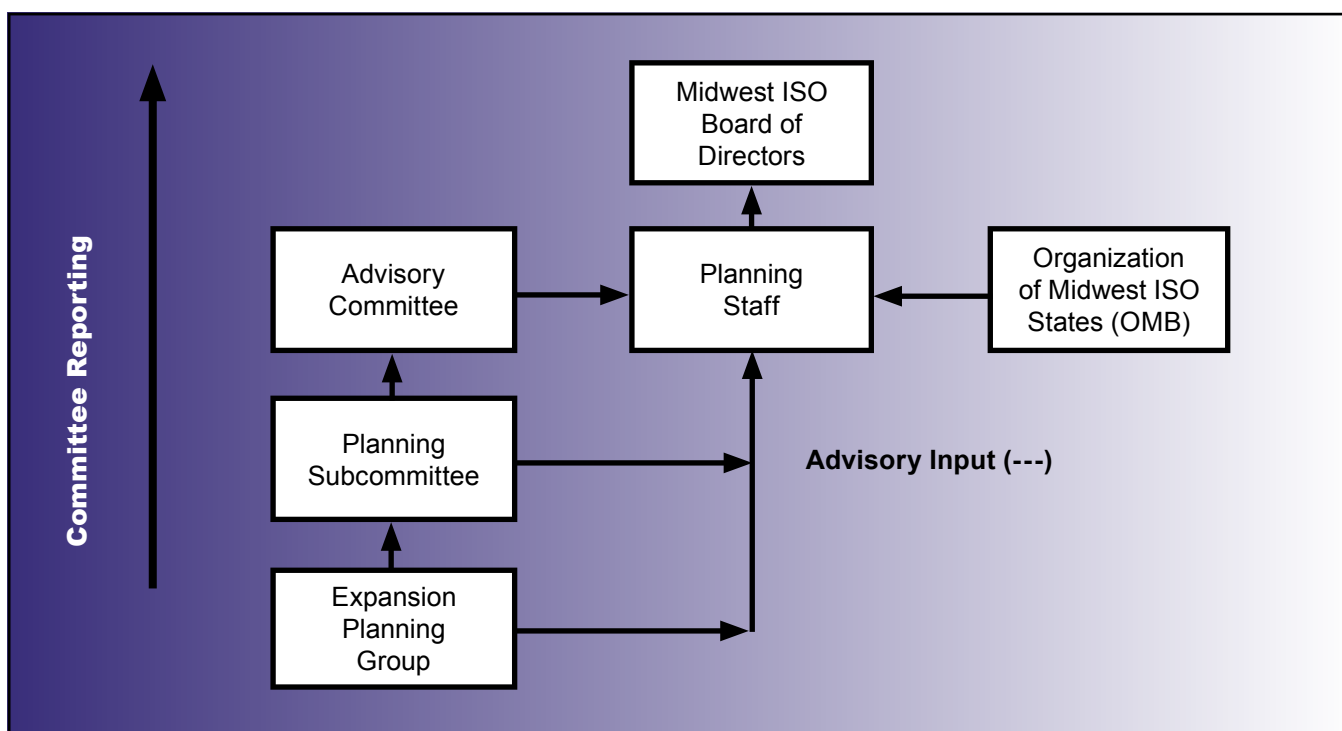 Committee Reporting
Midwest ISO
Board of
Directors
Advisory
Committee
Planning
Staff
Organization
of Midwest ISO
States (OMB)
Planning
Subcommittee
Advisory Input (---)
Expansion
Planning
Group